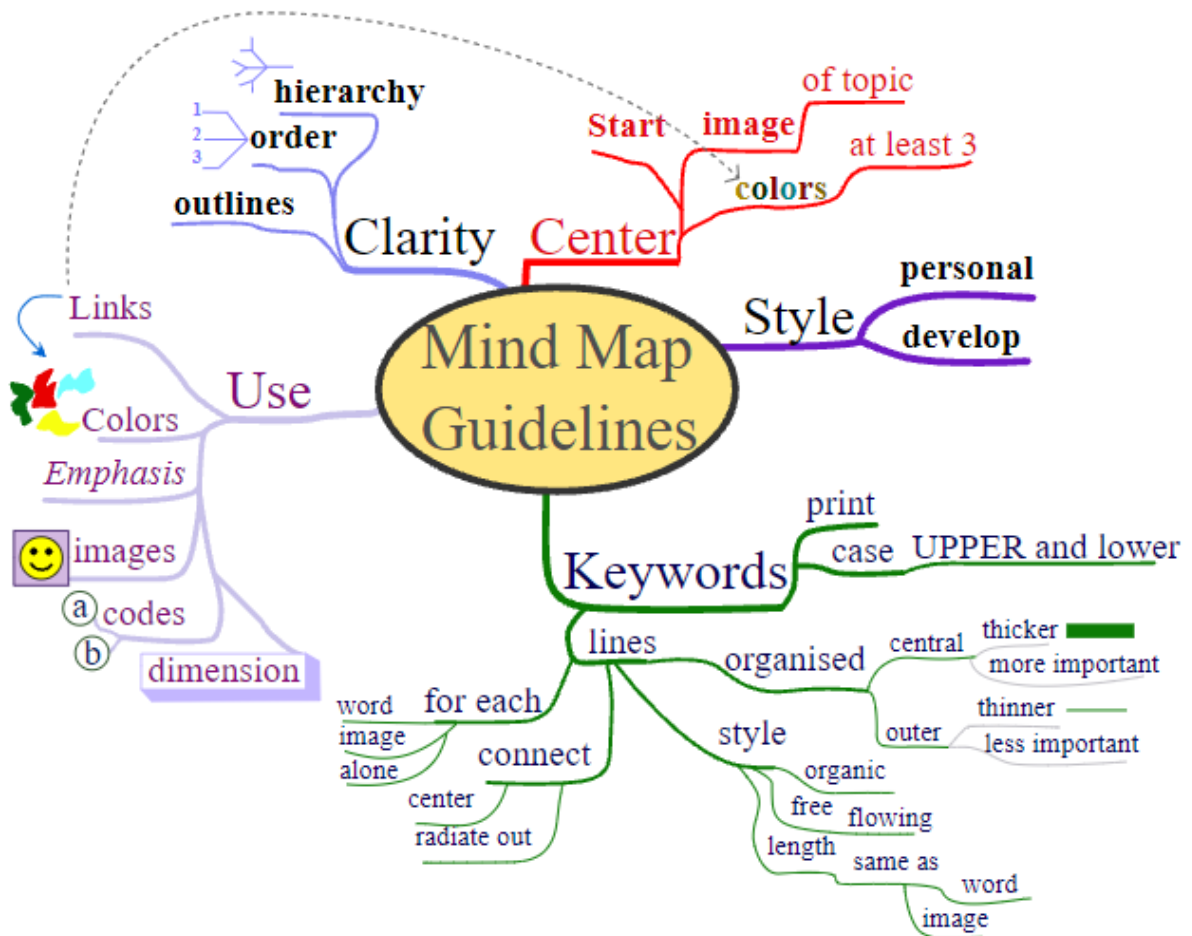 Mind Map
Guidelines
Center
Start
image
of topic
colors
at least 3
Style
personal
develop
Keywords
print
case
UPPER and lower
lines
organised
central
thicker
more important
outer
thinner
less important
style
organic
free
flowing
length
same as
word
image
connect
center
radiate out
for each
word
image
alone
Use
Links
Colors
Emphasis
images
codes
a
b
dimension
Clarity
hierarchy
order
1
2
3
outlines